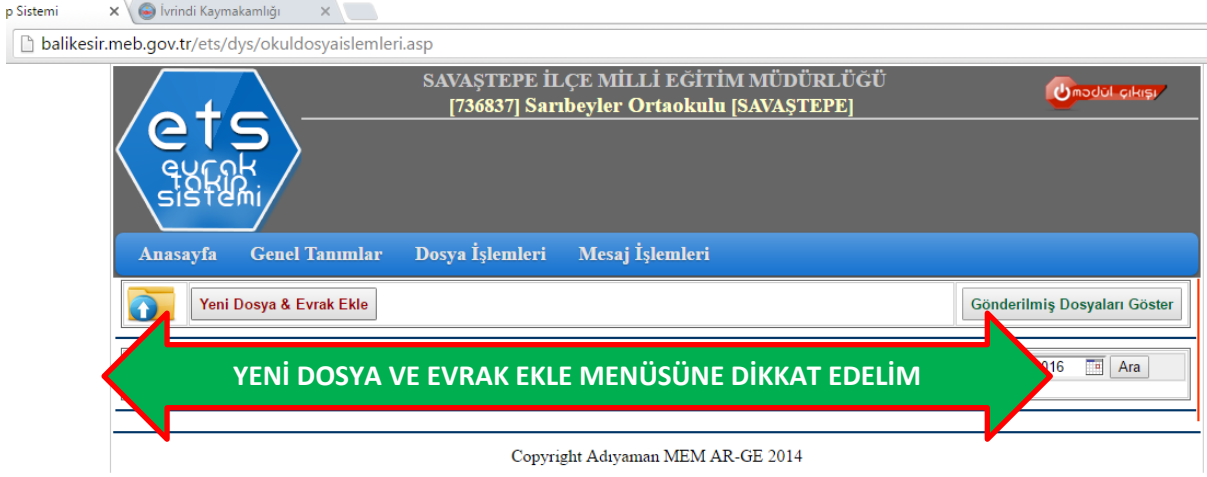 p Sistemi
İvrindi Kaymakamlığı
balikesir.meb.gov.tr/ets/dys/okuldosyaislemleri.asp
SAVAŞTEPE İLÇE MİLLİ EĞİTİM MÜDÜRLÜĞÜ
[736837] Sarıbeyler Ortaokulu [SAVAŞTEPE]
modül çıkışı
ets
evrak
takip
sistemi
Anasayfa Genel Tanımlar Dosya İşlemleri Mesaj İşlemleri
Yeni Dosya & Evrak Ekle
Gönderilmiş Dosyaları Göster
YENİ DOSYA VE EVRAK EKLE MENÜSÜNE DİKKAT EDELİM
016 Ara
Copyright Adıyaman MEM AR-GE 2014